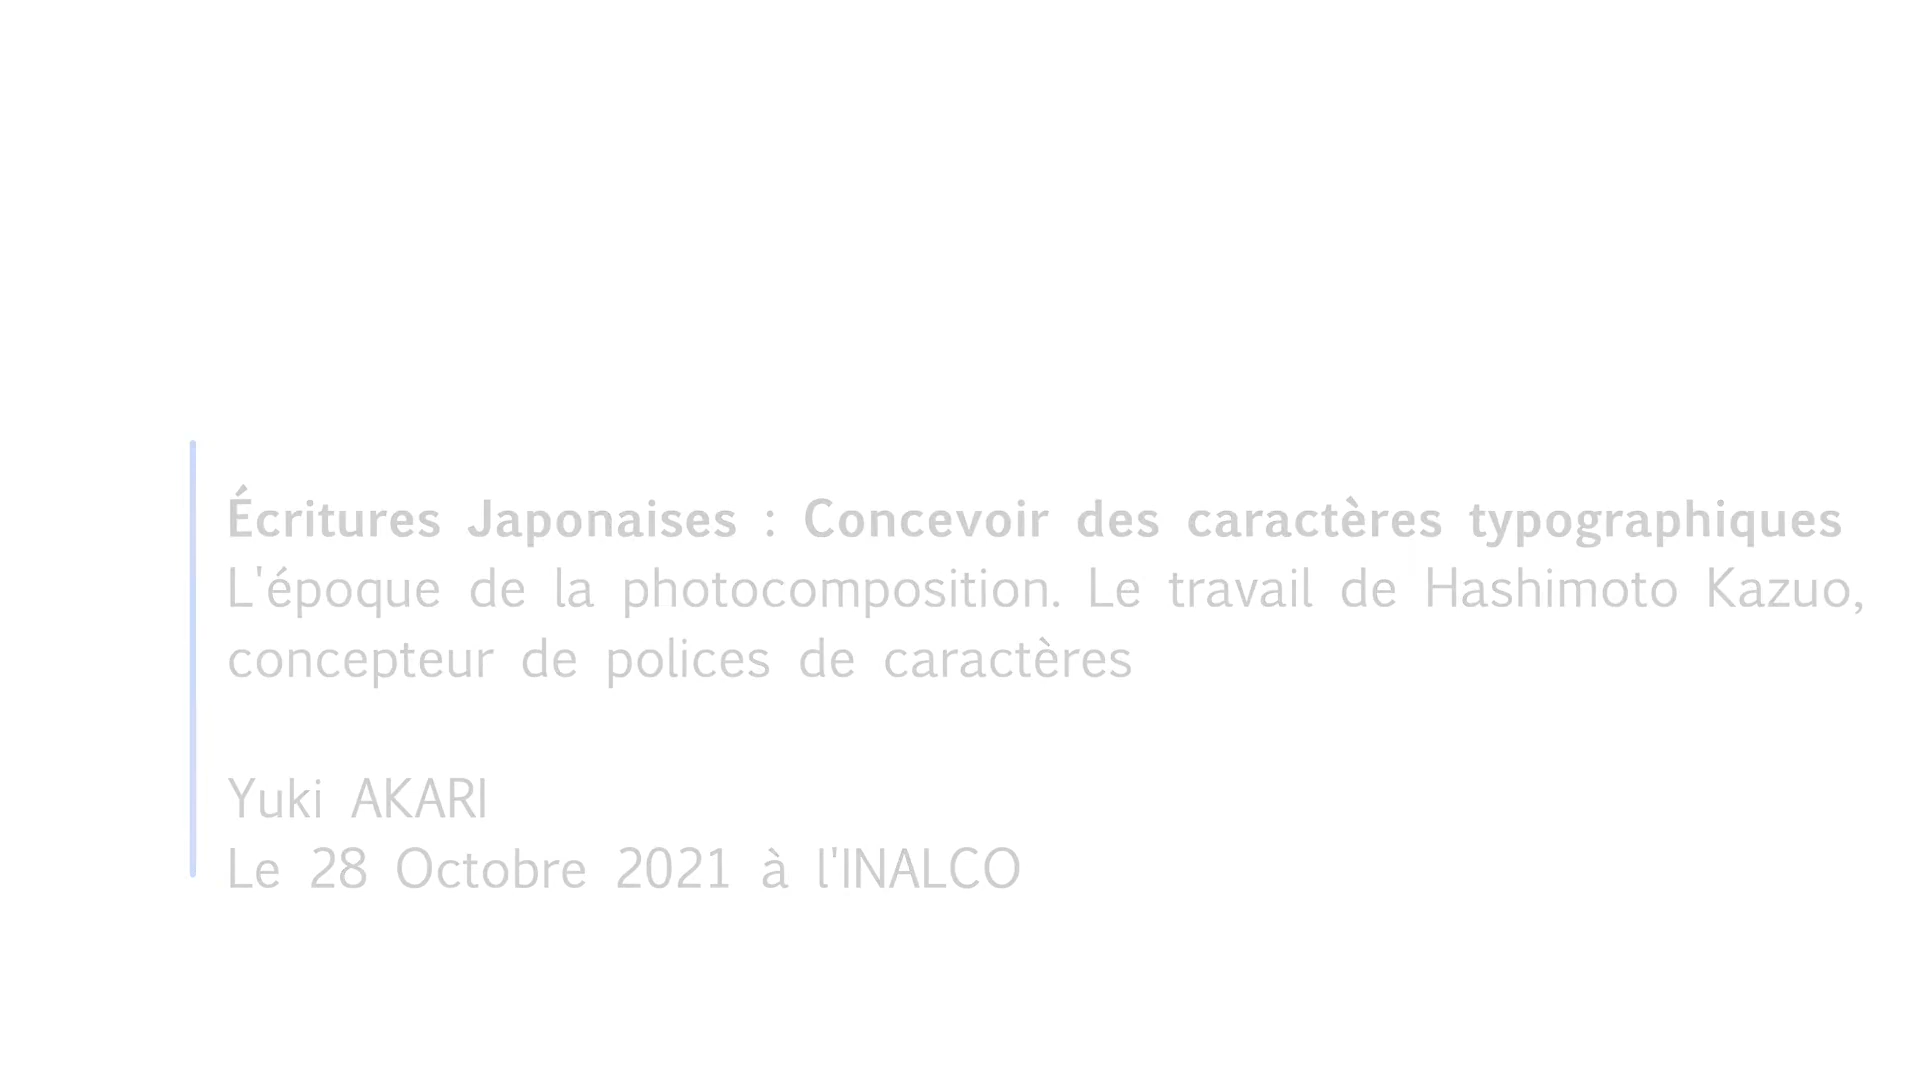 Écritures Japonaises : Concevoir des caractères typographiques
L'époque de la photocomposition. Le travail de Hashimoto Kazuo,
concepteur de polices de caractères
Yuki AKARI
Le 28 Octobre 2021 à l'INALCO